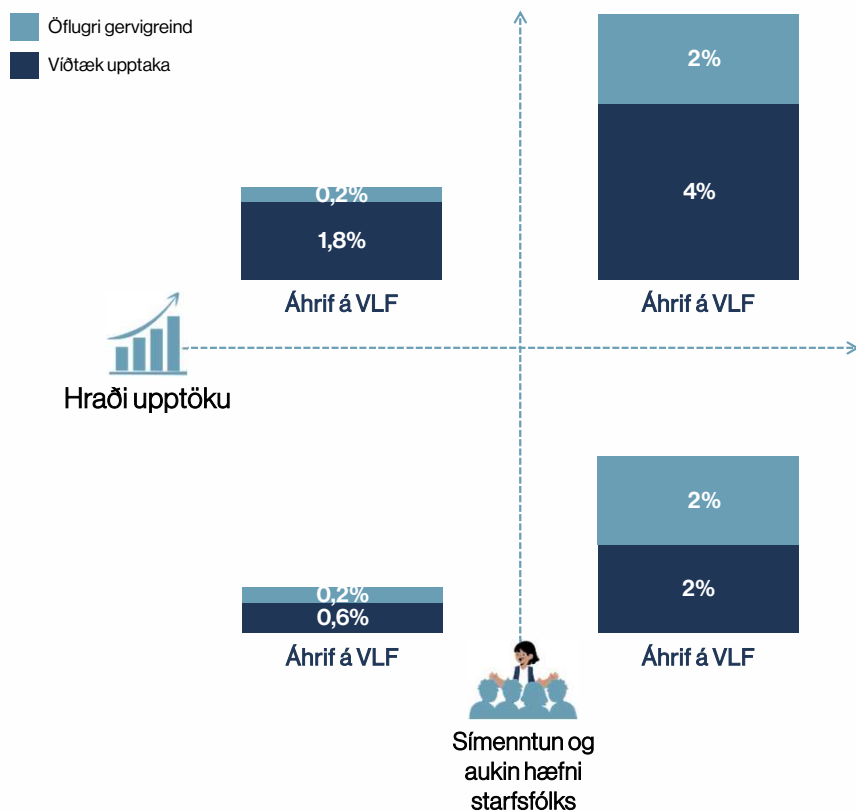 Öflugri gervigreind
Víðtæk upptaka
0,2%
1,8%
Áhrif á VLF
2%
4%
Áhrif á VLF
Hraði upptöku
0,2%
0,6%
Áhrif á VLF
2%
2%
Áhrif á VLF
Símenntun og
aukin hæfni
starfsfólks